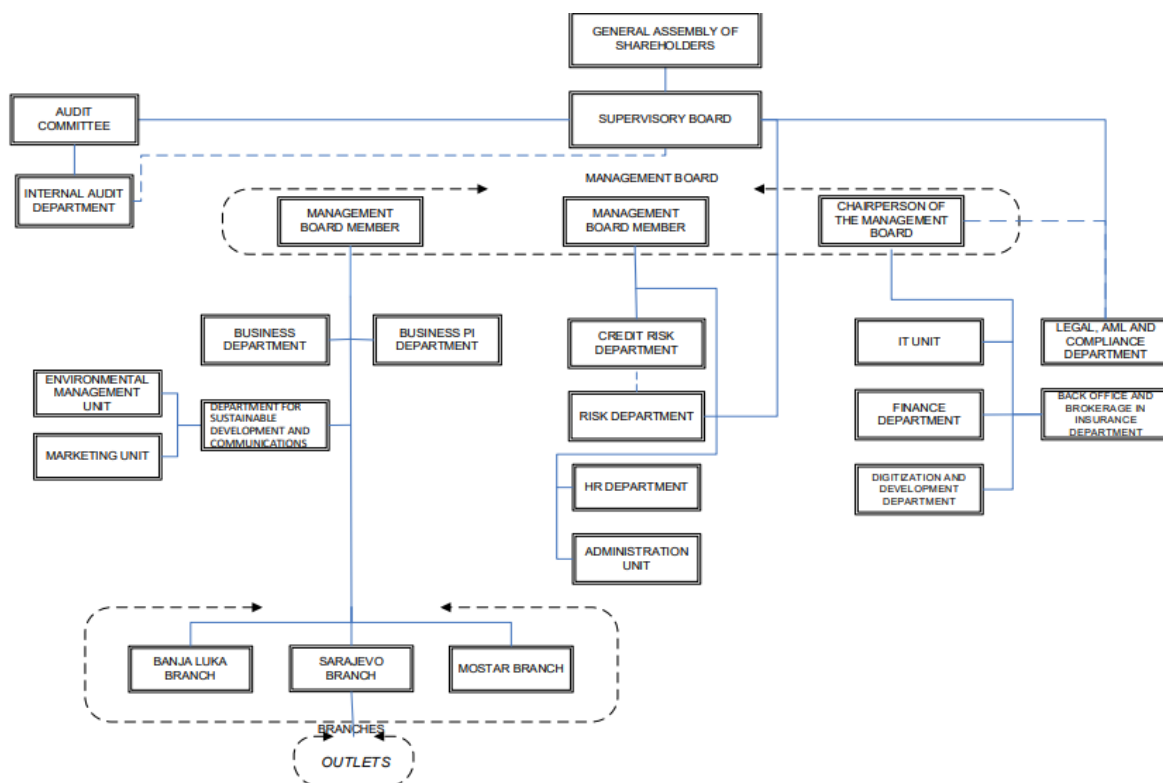 GENERAL ASSEMBLY OF
SHAREHOLDERS
AUDIT
COMMITTEE
SUPERVISORY BOARD
INTERNAL AUDIT
DEPARTMENT
MANAGEMENT BOARD
MANAGEMENT
BOARD MEMBER
MANAGEMENT
BOARD MEMBER
CHAIRPERSON OF
THE MANAGEMENT
BOARD
BUSINESS
DEPARTMENT
BUSINESS PI
DEPARTMENT
CREDIT RISK
DEPARTMENT
IT UNIT
LEGAL, AML AND
COMPLIANCE
DEPARTMENT
ENVIRONMENTAL
MANAGEMENT
UNIT
DEPARTMENT FOR
SUSTAINABLE
DEVELOPMENT AND
COMMUNICATIONS
RISK DEPARTMENT
FINANCE
DEPARTMENT
BACK OFFICE AND
BROKERAGE IN
INSURANCE
DEPARTMENT
MARKETING UNIT
HR DEPARTMENT
DIGITIZATION AND
DEVELOPMENT
DEPARTMENT
ADMINISTRATION
UNIT
BANJA LUKA
BRANCH
SARAJEVO
BRANCH
MOSTAR BRANCH
BRANCHES
OUTLETS